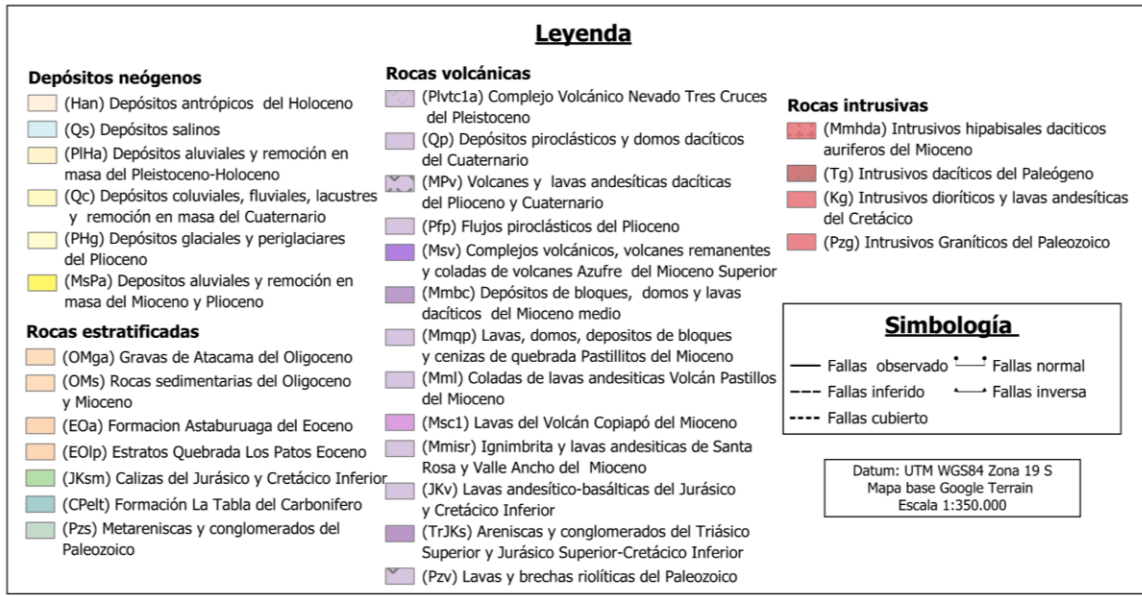 Leyenda
Depósitos neógenos
(Han) Depósitos antrópicos del Holoceno
(Qs) Depósitos salinos
(PlHa) Depósitos aluviales y remoción en
masa del Pleistoceno-Holoceno
(Qc) Depósitos coluviales, fluviales, lacustres
y remoción en masa del Cuaternario
(PHg) Depósitos glaciales y periglaciares
del Plioceno
(MsPa) Depositos aluviales y remoción en
masa del Mioceno y Plioceno
Rocas estratificadas
(OMga) Gravas de Atacama del Oligoceno
(OMs) Rocas sedimentarias del Oligoceno
y Mioceno
(EOa) Formacion Astaburuaga del Eoceno
(EOlp) Estratos Quebrada Los Patos Eoceno
(JKsm) Calizas del Jurásico y Cretácico Inferior
(CPelt) Formación La Tabla del Carbonifero
(Pzs) Metareniscas y conglomerados del
Paleozoico
Rocas volcánicas
(Plvtc1a) Complejo Volcánico Nevado Tres Cruces
del Pleistoceno
(Qp) Depósitos piroclásticos y domos dacíticos
del Cuaternario
(MPv) Volcanes y lavas andesíticas dacíticas
del Plioceno y Cuaternario
(Pfp) Flujos piroclásticos del Plioceno
(Msv) Complejos volcánicos, volcanes remanentes
y coladas de volcanes Azufre del Mioceno Superior
(Mmbc) Depósitos de bloques, domos y lavas
dacíticos del Mioceno medio
(Mmqp) Lavas, domos, depositos de bloques
y cenizas de quebrada Pastillitos del Mioceno
(Mml) Coladas de lavas andesiticas Volcán Pastillos
del Mioceno
(Msc1) Lavas del Volcán Copiapó del Mioceno
(Mmisr) Ignimbrita y lavas andesiticas de Santa
Rosa y Valle Ancho del Mioceno
(JKv) Lavas andesítico-basálticas del Jurásico
y Cretácico Inferior
(TrJKs) Areniscas y conglomerados del Triásico
Superior y Jurásico Superior-Cretácico Inferior
(Pzv) Lavas y brechas riolíticas del Paleozoico
Rocas intrusivas
(Mmhda) Intrusivos hipabisales daciticos
auriferos del Mioceno
(Tg) Intrusivos dacíticos del Paleógeno
(Kg) Intrusivos dioríticos y lavas andesíticas
del Cretácico
(Pzg) Intrusivos Graníticos del Paleozoico
Simbología
Fallas observado
Fallas normal
Fallas inferido
Fallas inversa
Fallas cubierto
Datum: UTM WGS84 Zona 19 S
Mapa base Google Terrain
Escala 1:350.000